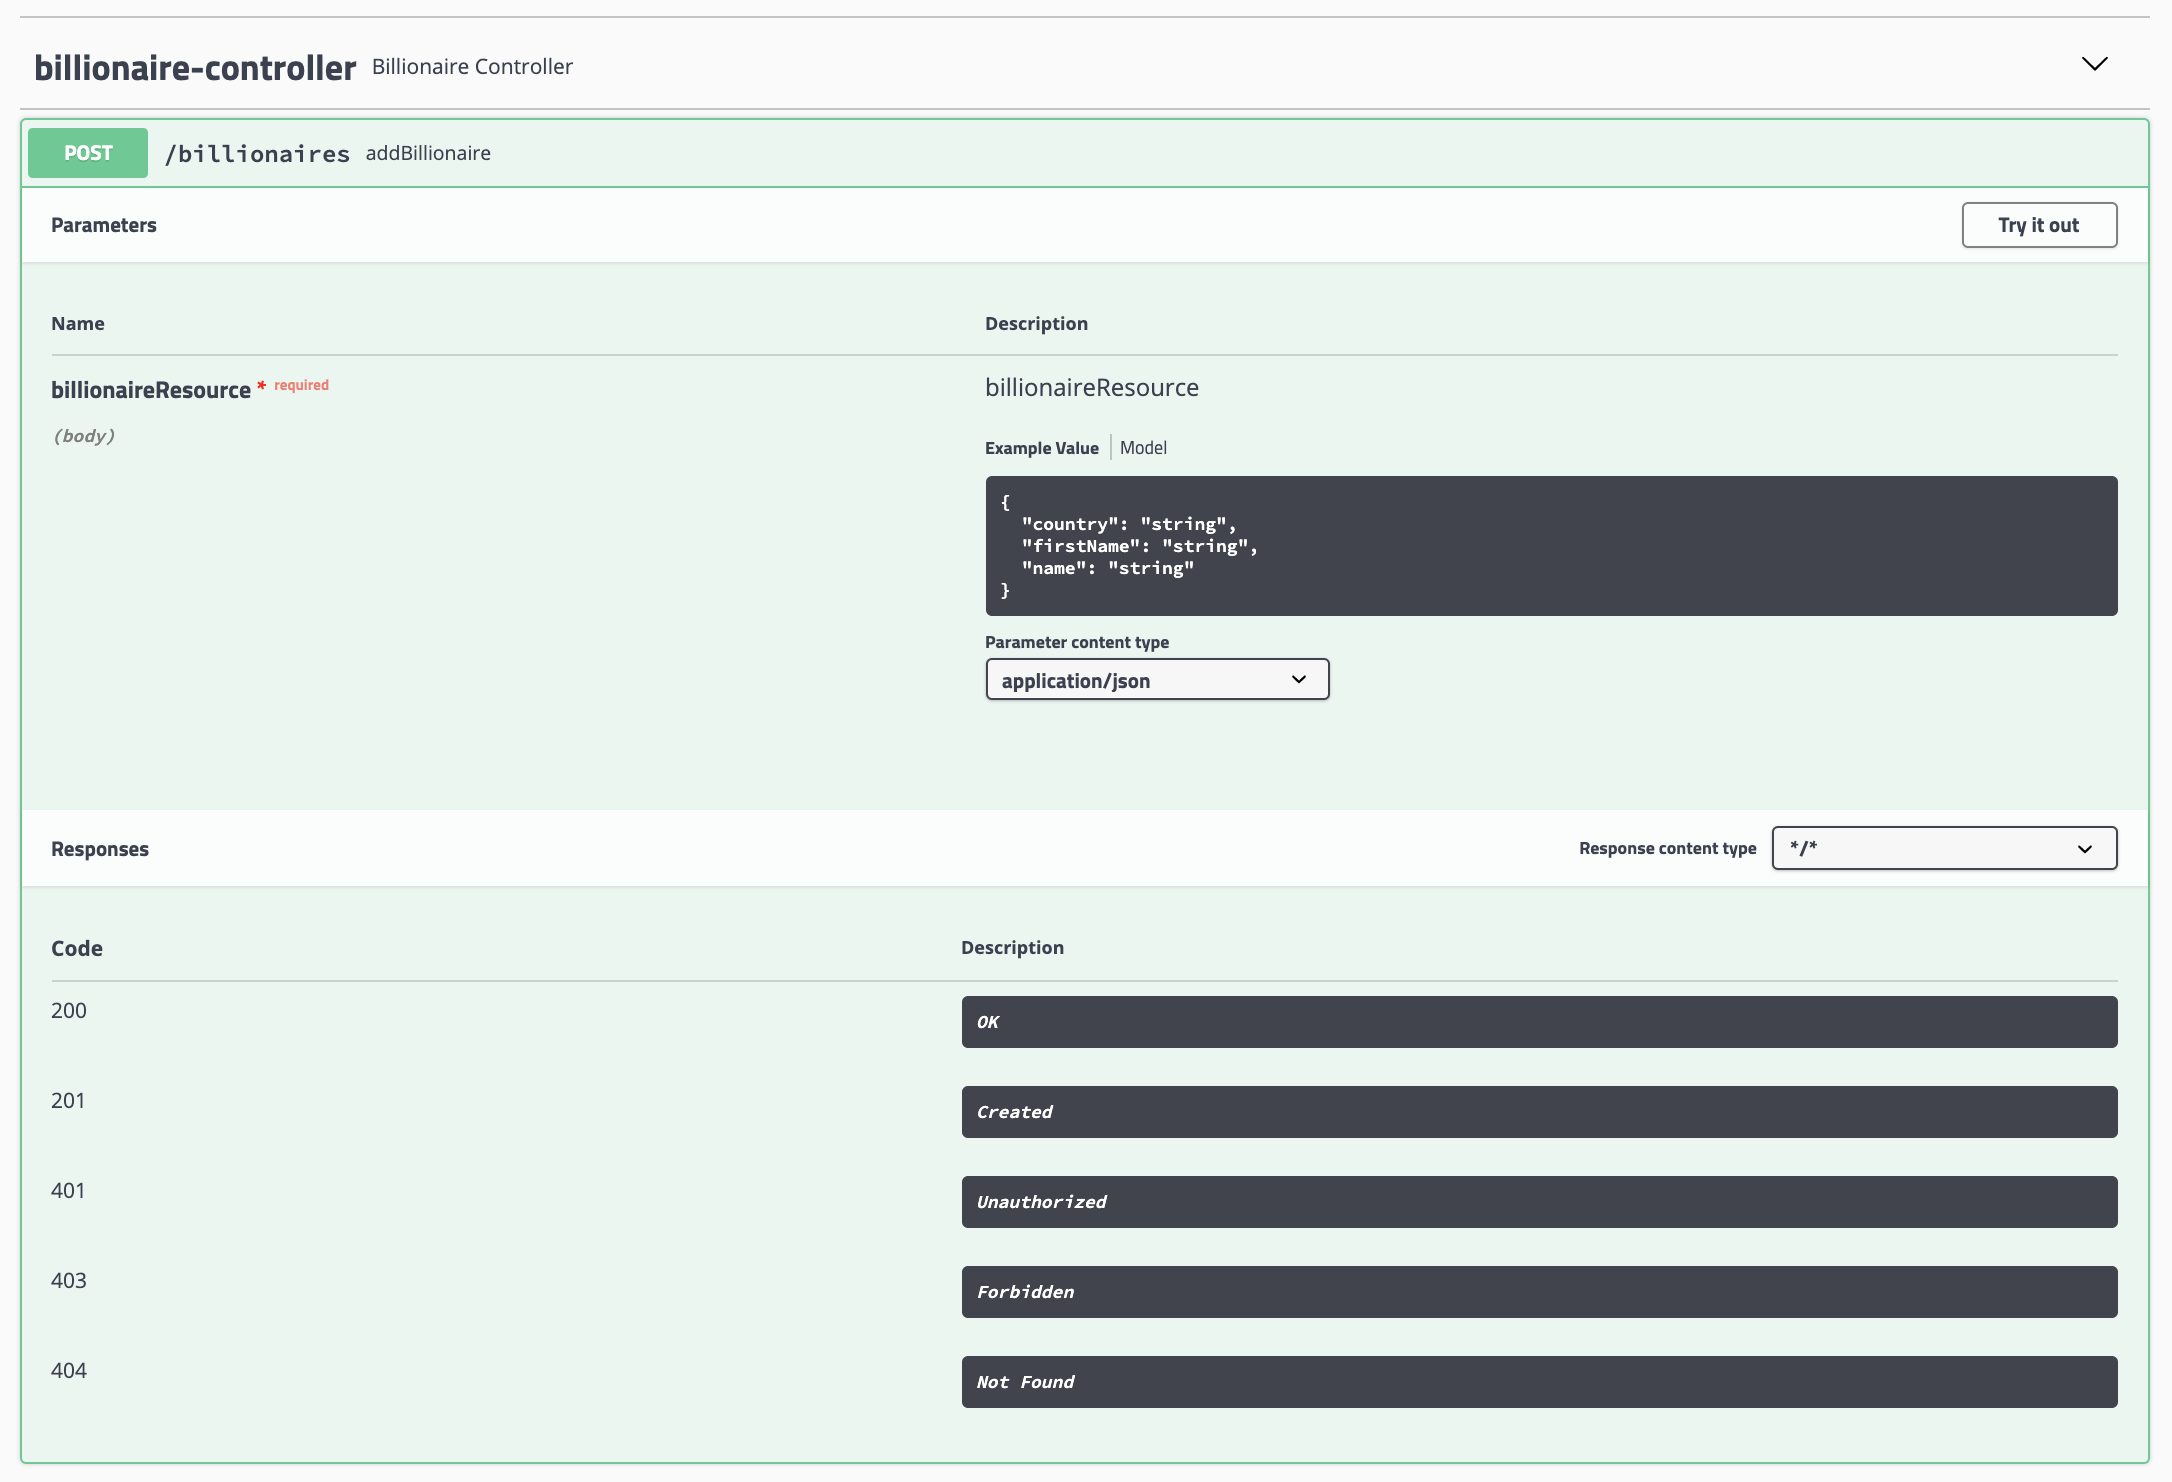 billionaire-controller Billionaire Controller
POST /billionaires addBillionaire
Parameters Try it out
Name Description
billionaireResource * required billionaireResource
(body)
Example Value Model
{
"country": "string",
"firstName": "string",
"name": "string"
}
Parameter content type
application/json
Responses Response content type */*
Code Description
200 OK
201 Created
401 Unauthorized
403 Forbidden
404 Not Found